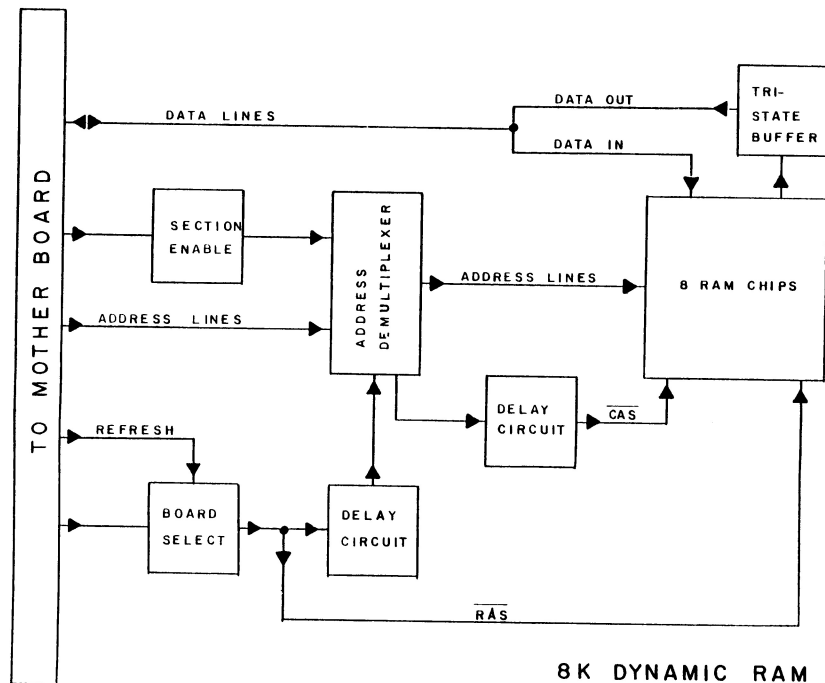 TO MOTHER BOARD
DATA LINES
DATA OUT
DATA IN
TRI-
STATE
BUFFER
SECTION
ENABLE
ADDRESS
DEMULTIPLEXER
ADDRESS LINES
8 RAM CHIPS
ADDRESS LINES
DELAY
CIRCUIT
CAS
REFRESH
BOARD
SELECT
DELAY
CIRCUIT
RAS
8K DYNAMIC RAM